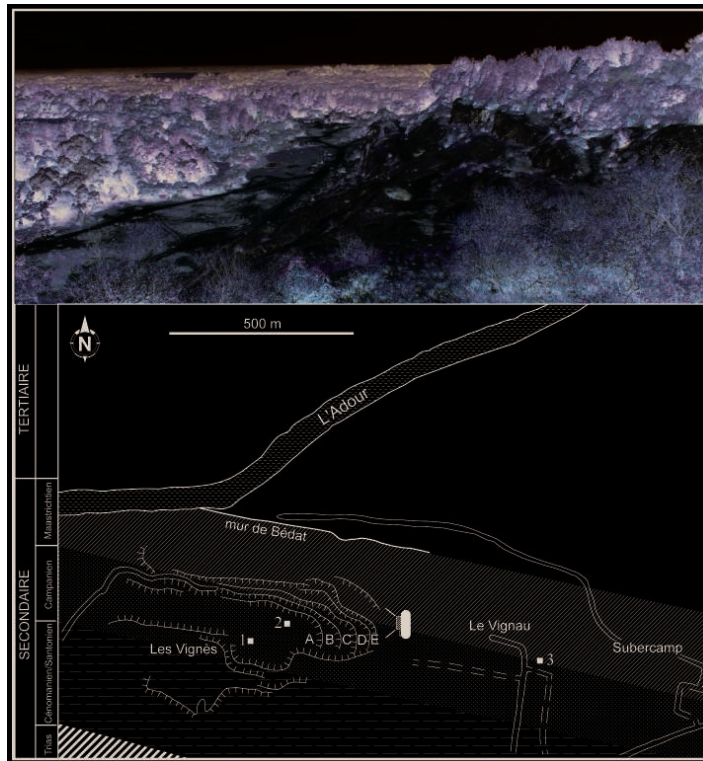 500 m
N
L'Adour
TERTIAIRE
Maastrichtien
mur de Bédat
Campanien
SECONDAIRE
Le Vignau
2
1
A B C D E
Les Vignes
3
Subercamp
Cénomanien/Santonien
Trias